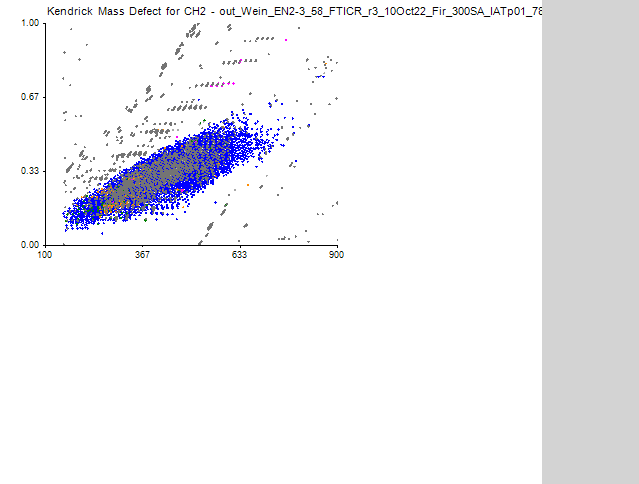 Kendrick Mass Defect for CH2 - out_Wein_EN2-3_58_FTICR_r3_10Oct22_Fir_300SA_IATp01_78
1.00
0.67
0.33
0.00
100 367 633 900